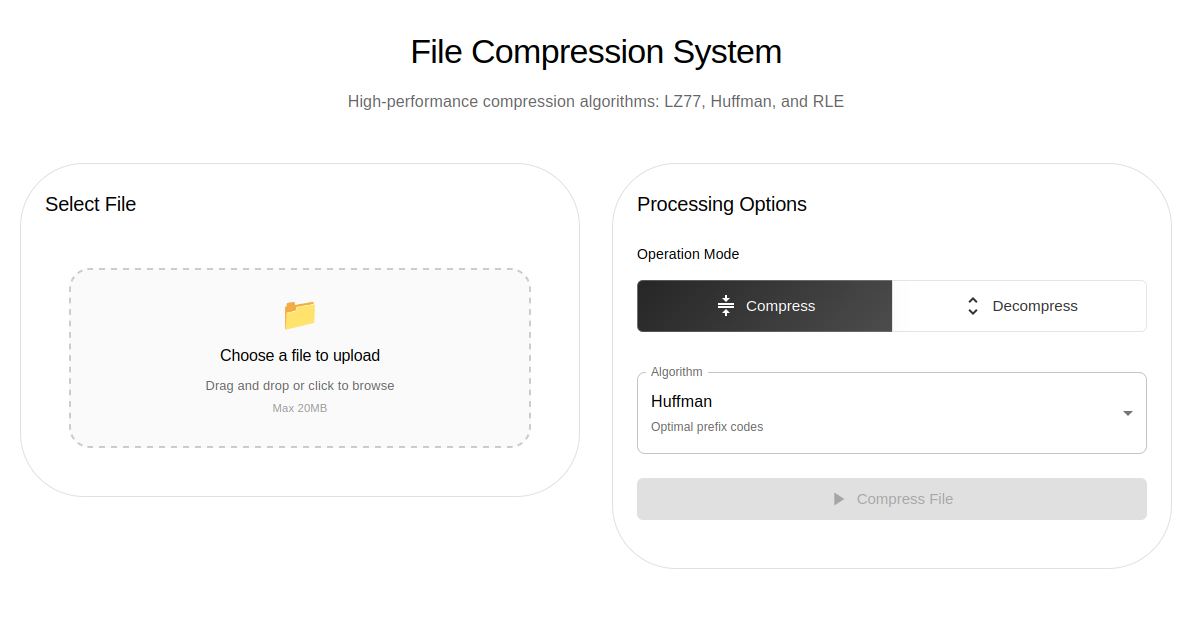 File Compression System
High-performance compression algorithms: LZ77, Huffman, and RLE
Select File
Choose a file to upload
Drag and drop or click to browse
Max 20MB
Processing Options
Operation Mode
Compress
Decompress
Algorithm
Huffman
Optimal prefix codes
Compress File